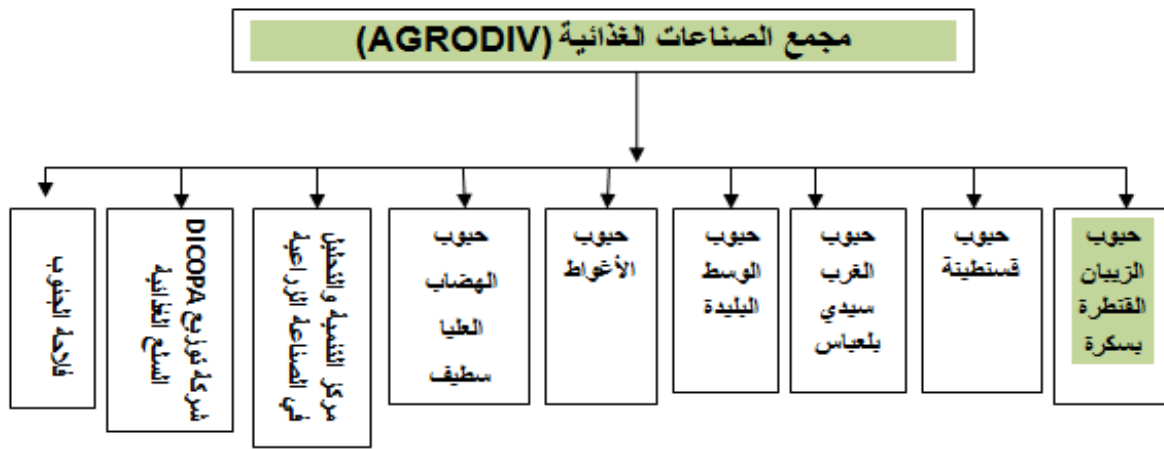 مجمع الصناعات الغذائية (AGRODIV)
حبوب
الزيبان
القنطرة
بسكرة
حبوب
قسنطينة
حبوب
الغرب
سيدي
بلعباس
حبوب
الوسط
البليدة
حبوب
الأغواط
حبوب
الهضاب
العليا
سطيف
مركز التنمية والتحليل
في الصناعة الزراعية
شركة توزيع DICOPA
السلع الغذائية
فلاحة الجنوب